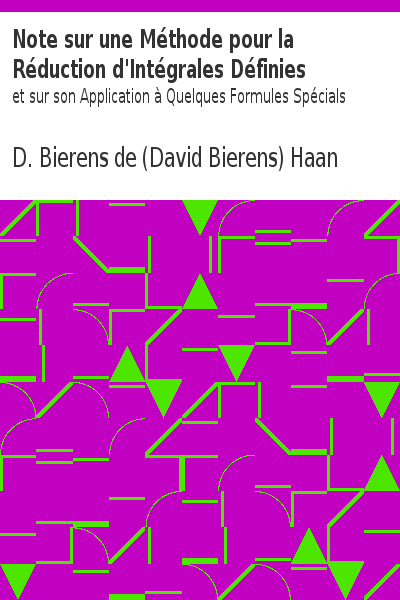 Note sur une Méthode pour la
Réduction d'Intégrales Définies
et sur son Application à Quelques Formules Spécials
D. Bierens de (David Bierens) Haan